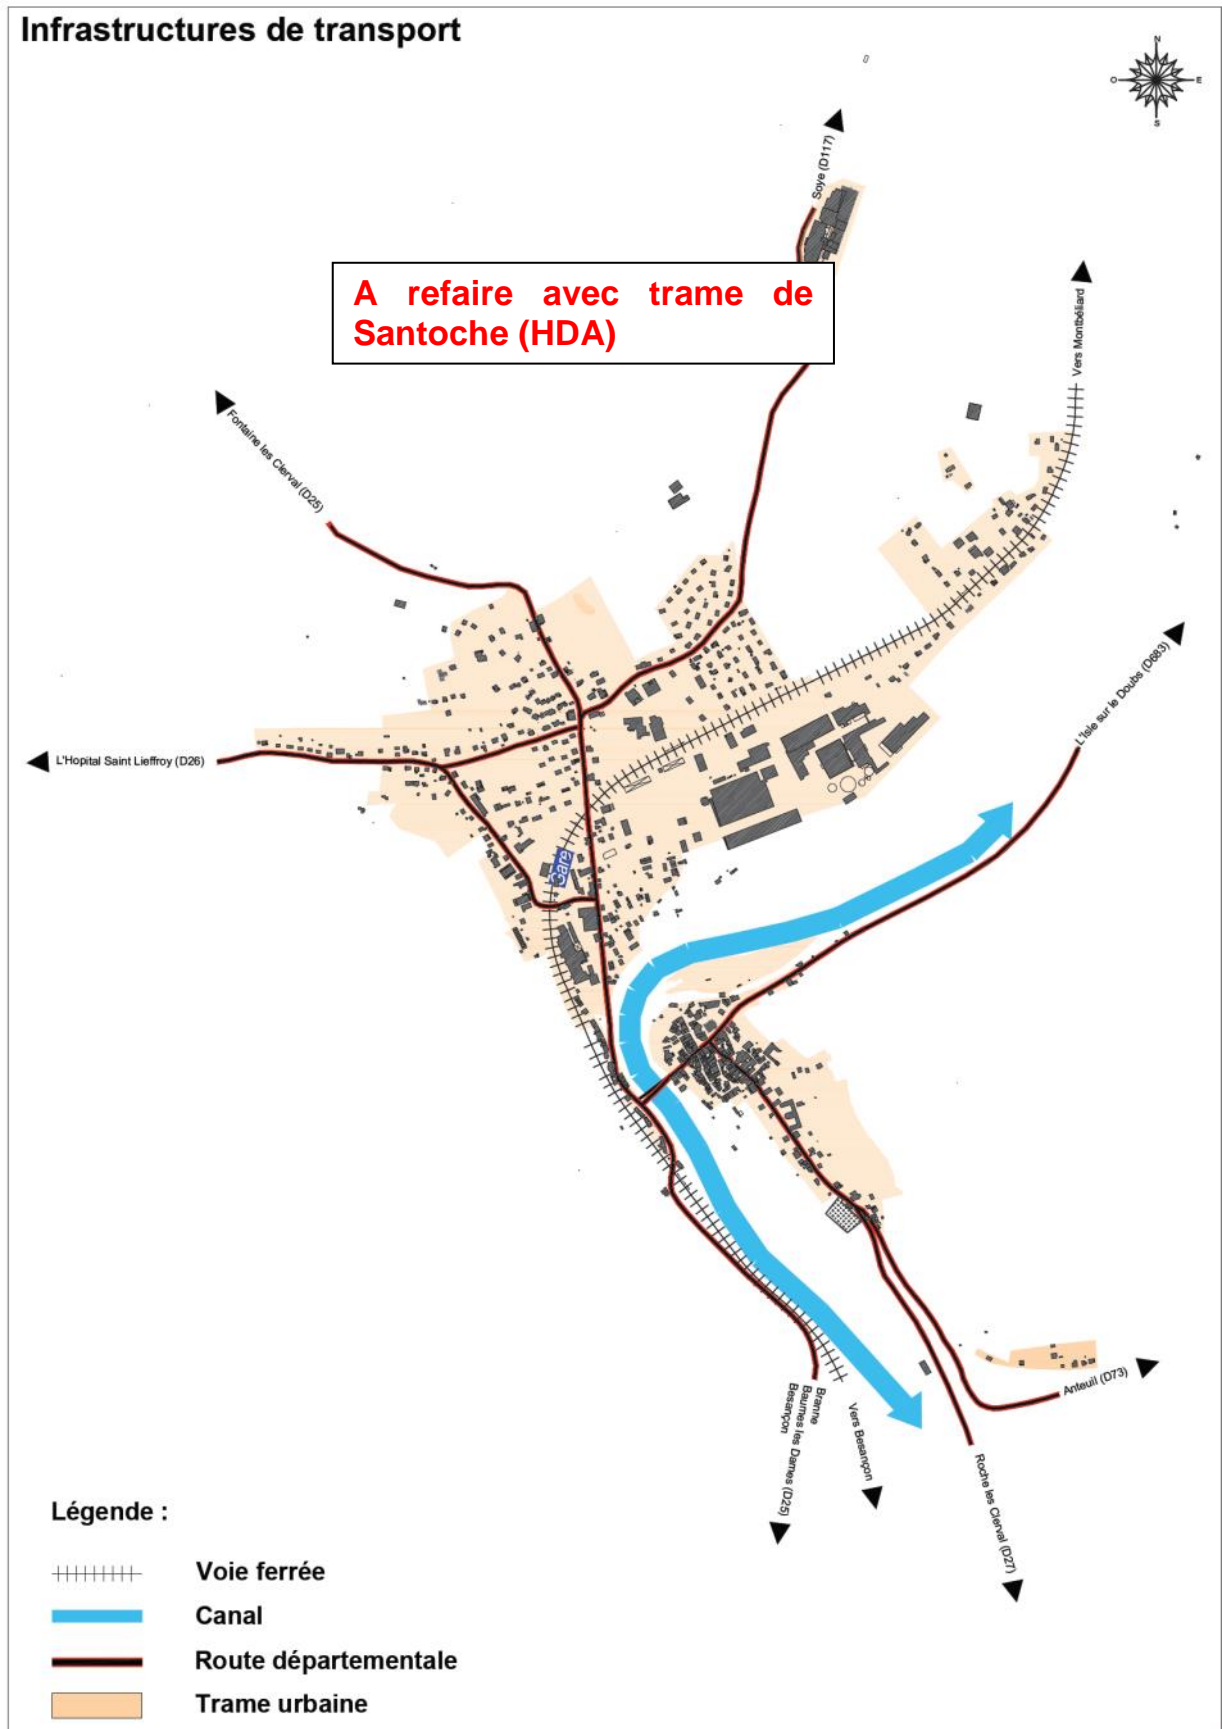 Infrastructures de transport
N
O
E
S
Soye (D117)
A refaire avec trame de
Santoche (HDA)
Vers Montbéliard
Fontaine les Clerval (D25)
L'Isle sur le Doubs (D683)
L'Hopital Saint Lieffroy (D26)
Gare
Branne
Baumes les Dames (D25)
Besançon
Vers Besançon
Anteuil (D73)
Roche les Clerval (D27)
Légende :
Voie ferrée
Canal
Route départementale
Trame urbaine